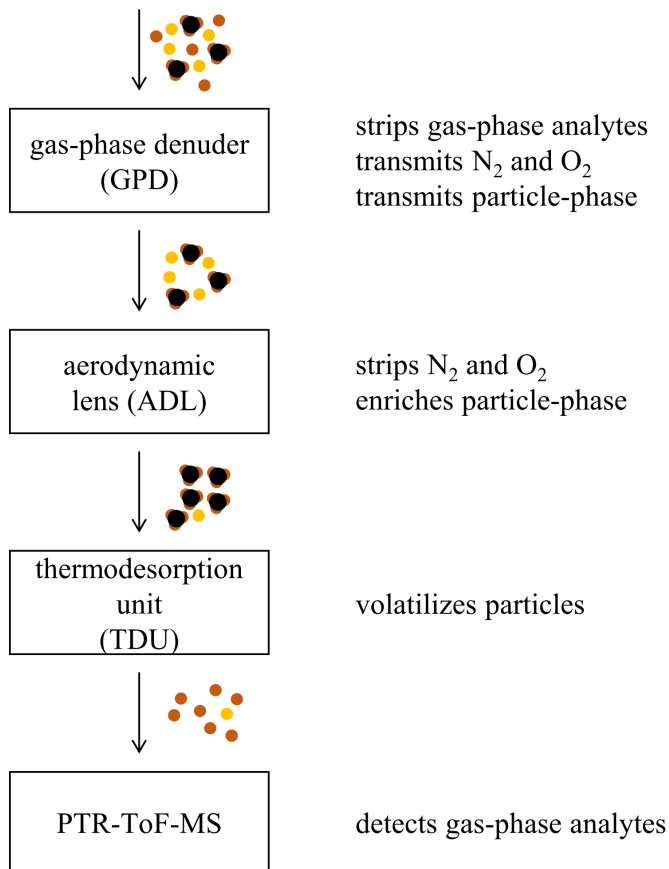 gas-phase denuder
(GPD)
strips gas-phase analytes
transmits N₂ and O₂
transmits particle-phase
aerodynamic
lens (ADL)
strips N₂ and O₂
enriches particle-phase
thermodesorption
unit
(TDU)
volatilizes particles
PTR-ToF-MS
detects gas-phase analytes